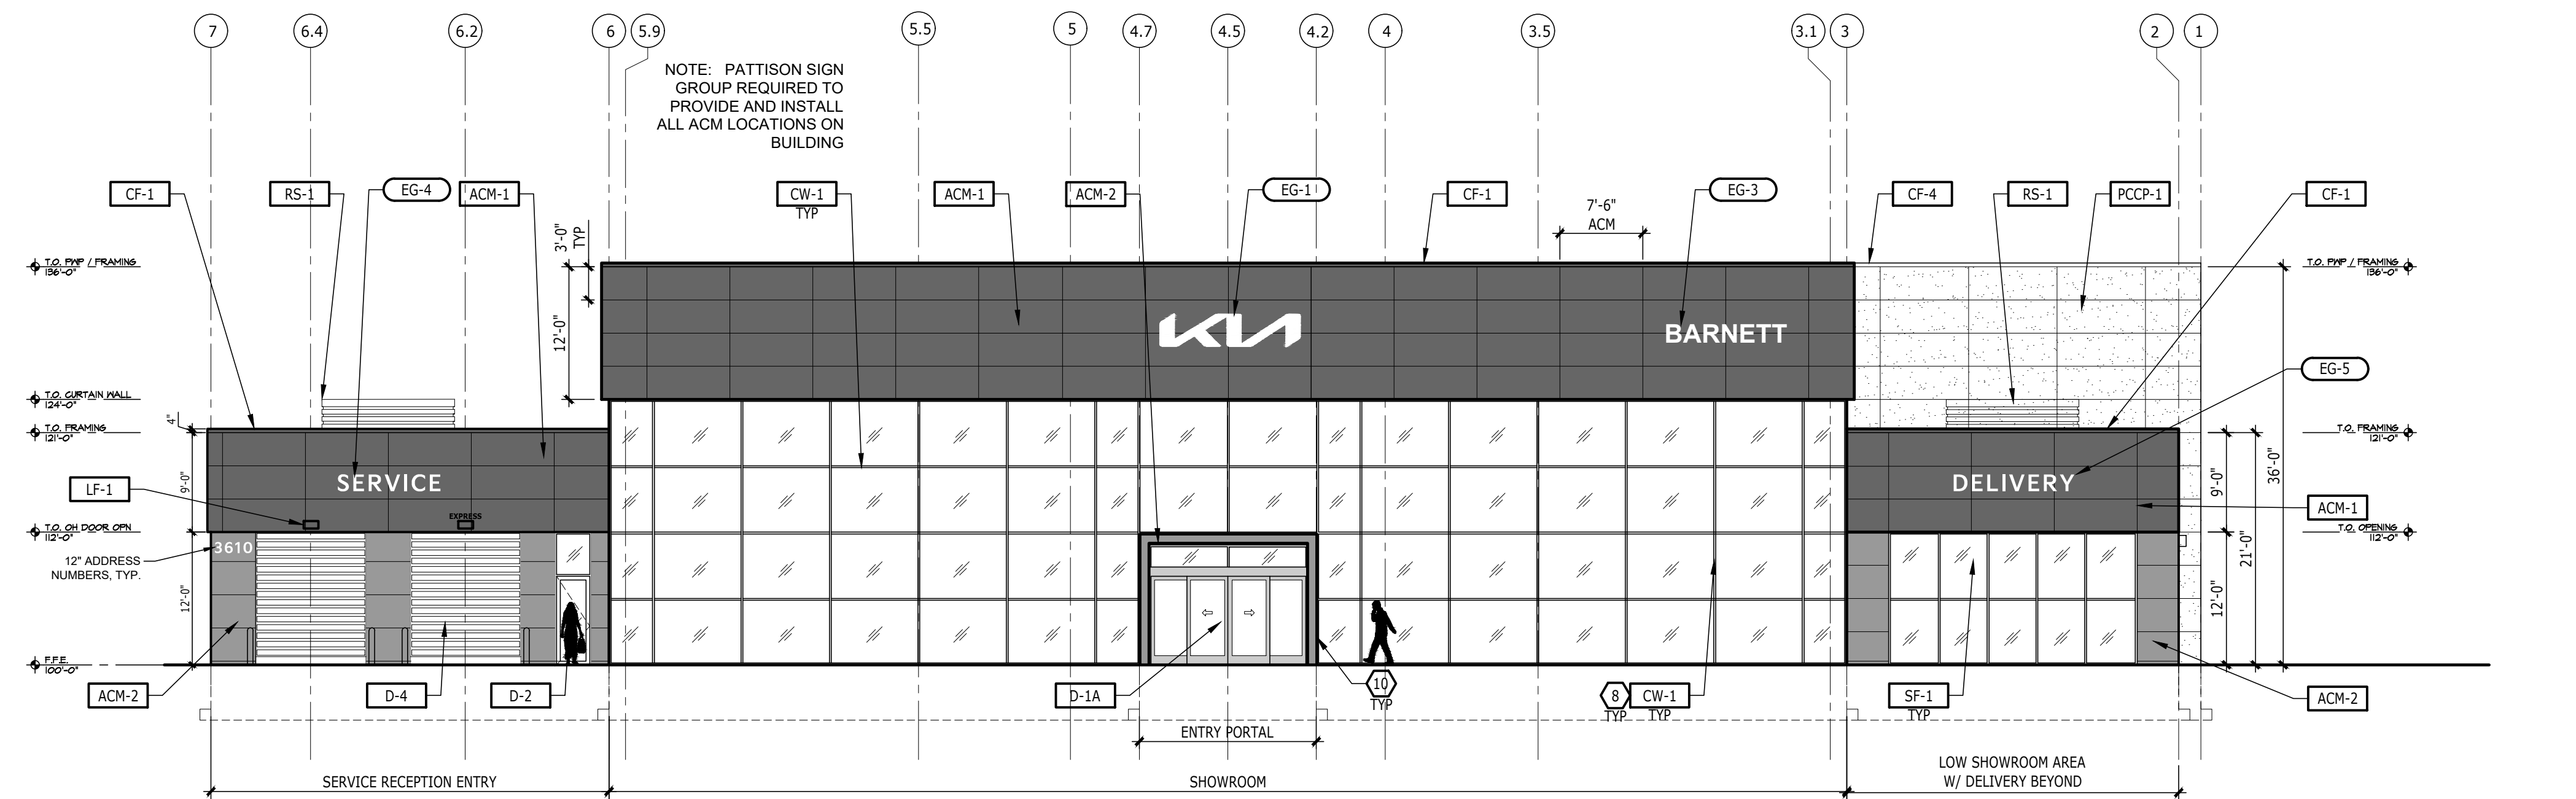 7
6.4
6.2
6
5.9
5.5
5
4.7
4.5
4.2
4
3.5
3.1
3
2
1
NOTE: PATTISON SIGN
GROUP REQUIRED TO
PROVIDE AND INSTALL
ALL ACM LOCATIONS ON
BUILDING
CF-1
RS-1
EG-4
ACM-1
CW-1
TYP
ACM-1
ACM-2
EG-1
CF-1
EG-3
CF-4
RS-1
PCCP-1
CF-1
7'-6"
ACM
3'-0"
TYP
T.O. PWP / FRAMING
136'-0"
T.O. PWP / FRAMING
136'-0"
12'-0"
KIA
BARNETT
EG-5
T.O. CURTAIN WALL
124'-0"
4"
T.O. FRAMING
121'-0"
T.O. FRAMING
121'-0"
36'-0"
SERVICE
DELIVERY
9'-0"
9'-0"
LF-1
EXPRESS
ACM-1
T.O. OH DOOR OPN
112'-0"
T.O. OPENING
112'-0"
3610
12" ADDRESS
NUMBERS, TYP.
21'-0"
12'-0"
12'-0"
F.F.E.
100'-0"
ACM-2
D-4
D-2
D-1A
10
TYP
8
TYP
CW-1
TYP
SF-1
TYP
ACM-2
ENTRY PORTAL
SERVICE RECEPTION ENTRY
SHOWROOM
LOW SHOWROOM AREA
W/ DELIVERY BEYOND